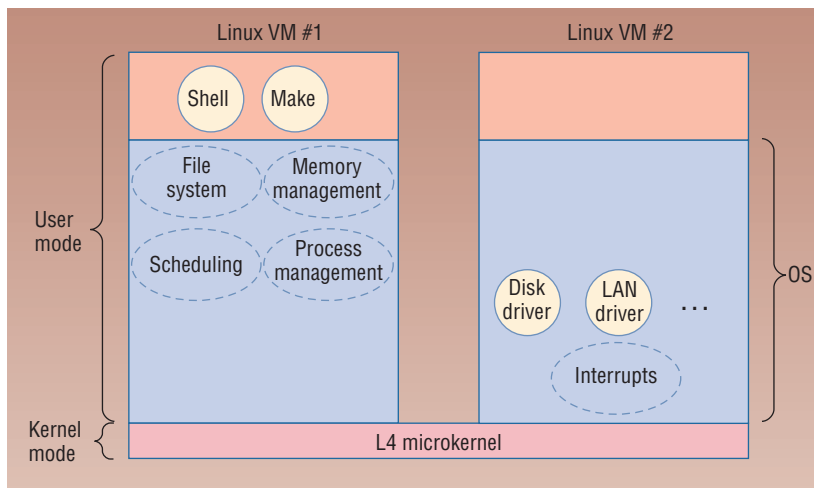 Linux VM #1
Linux VM #2
Shell
Make
File
system
Memory
management
User
mode
Scheduling
Process
management
Disk
driver
LAN
driver
...
OS
Interrupts
Kernel
mode
L4 microkernel